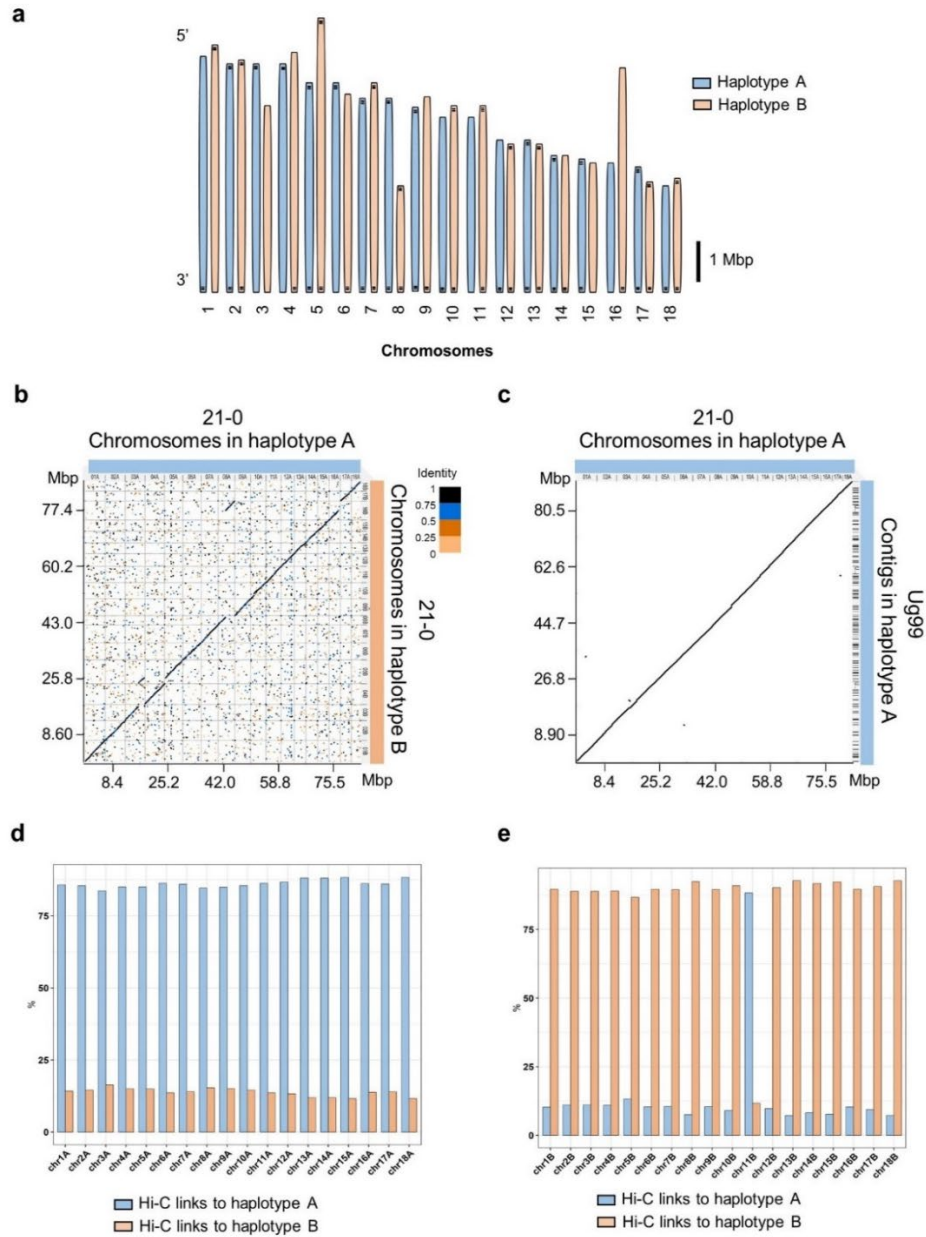 a
5'
Haplotype A
Haplotype B
1 Mbp
3'
1 2 3 4 5 6 7 8 9 10 11 12 13 14 15 16 17 18
Chromosomes
b
21-0
Chromosomes in haplotype A
Mbp
77.4
60.2
43.0
25.8
8.60
8.4 25.2 42.0 58.8 75.5 Mbp
Chromosomes in haplotype B
21-0
Identity
1
0.75
0.5
0.25
0
c
21-0
Chromosomes in haplotype A
Mbp
80.5
62.6
44.7
26.8
8.90
8.4 25.2 42.0 58.8 75.5 Mbp
Contigs in haplotype A
Ug99
d
75
50
25
0
%
chr1A chr2A chr3A chr4A chr5A chr6A chr7A chr8A chr9A chr10A chr11A chr12A chr13A chr14A chr15A chr16A chr17A chr18A
Hi-C links to haplotype A
Hi-C links to haplotype B
e
75
50
25
0
%
chr1B chr2B chr3B chr4B chr5B chr6B chr7B chr8B chr9B chr10B chr11B chr12B chr13B chr14B chr15B chr16B chr17B chr18B
Hi-C links to haplotype A
Hi-C links to haplotype B